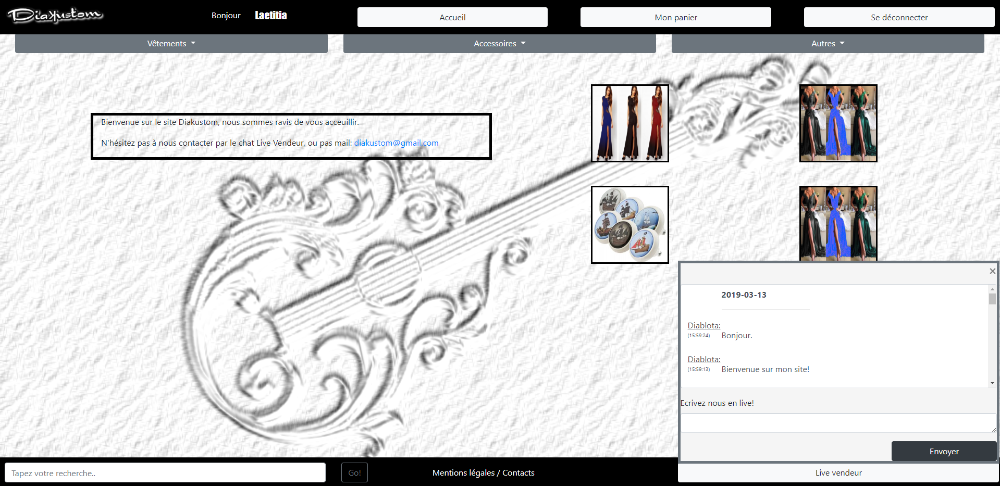 Diakustom
Bonjour Laetitia
Accueil
Mon panier
Se déconnecter
Vêtements
Accessoires
Autres
Bienvenue sur le site Diakustom, nous sommes ravis de vous acceuillir.
N'hésitez pas à nous contacter par le chat Live Vendeur, ou pas mail: diakustom@gmail.com
×
2019-03-13
Diablota:
(15:59:24) Bonjour.
Diablota:
(15:59:13) Bienvenue sur mon site!
Ecrivez nous en live!
Envoyer
Tapez votre recherche..
Go!
Mentions légales / Contacts
Live vendeur